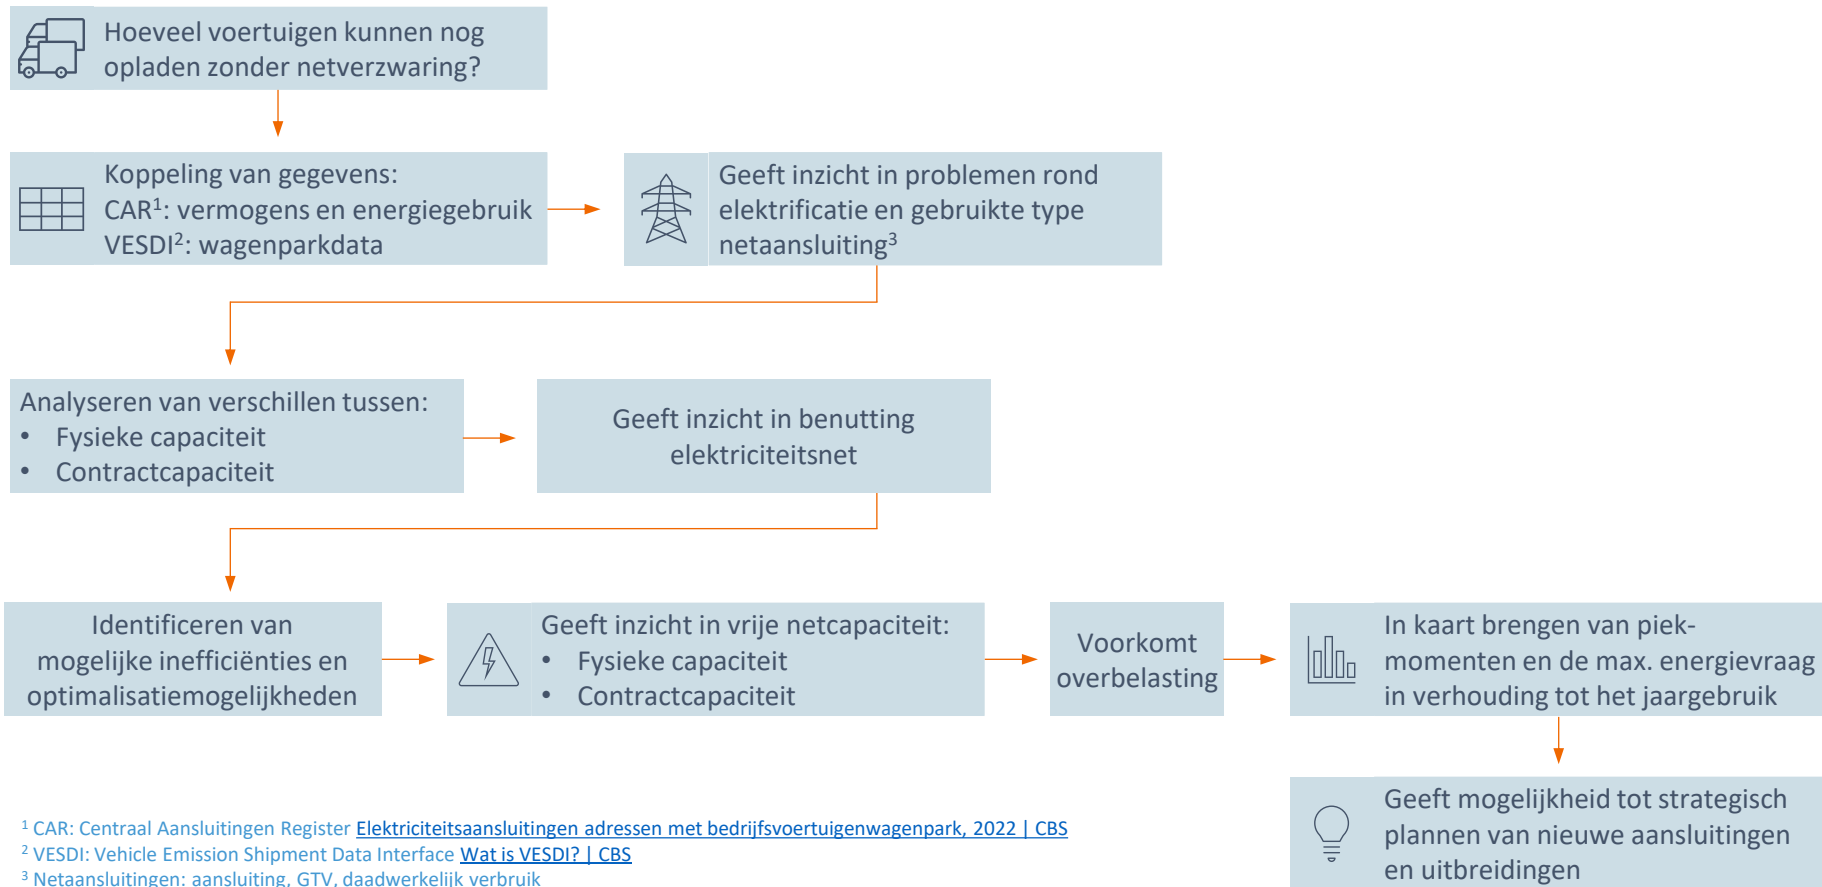 Hoeveel voertuigen kunnen nog
opladen zonder netverzwaring?
Koppeling van gegevens:
CAR¹: vermogens en energiegebruik
VESDI²: wagenparkdata
Geeft inzicht in problemen rond
elektrificatie en gebruikte type
netaansluiting³
Analyseren van verschillen tussen:
• Fysieke capaciteit
• Contractcapaciteit
Geeft inzicht in benutting
elektriciteitsnet
Identificeren van
mogelijke inefficiënties en
optimalisatiemogelijkheden
Geeft inzicht in vrije netcapaciteit:
• Fysieke capaciteit
• Contractcapaciteit
Voorkomt
overbelasting
In kaart brengen van piek-
momenten en de max. energievraag
in verhouding tot het jaargebruik
Geeft mogelijkheid tot strategisch
plannen van nieuwe aansluitingen
en uitbreidingen
¹ CAR: Centraal Aansluitingen Register Elektriciteitsaansluitingen adressen met bedrijfsvoertuigenwagenpark, 2022 | CBS
² VESDI: Vehicle Emission Shipment Data Interface Wat is VESDI? | CBS
³ Netaansluitingen: aansluiting, GTV, daadwerkelijk verbruik